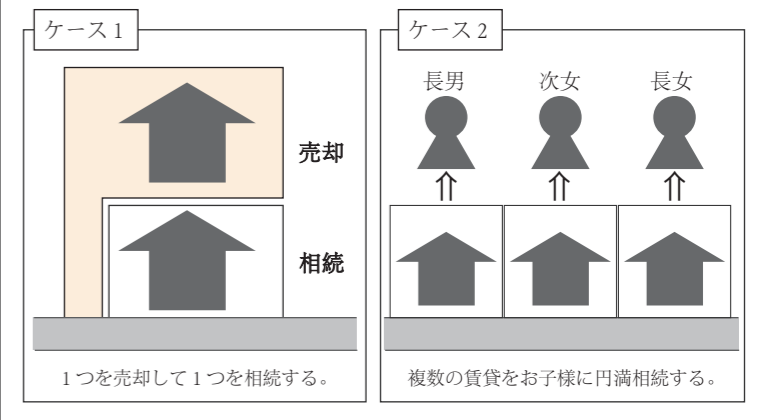 ケース1
売却
相続
1つを売却して1つを相続する。
ケース2
長男 次女 長女
複数の賃貸をお子様に円満相続する。